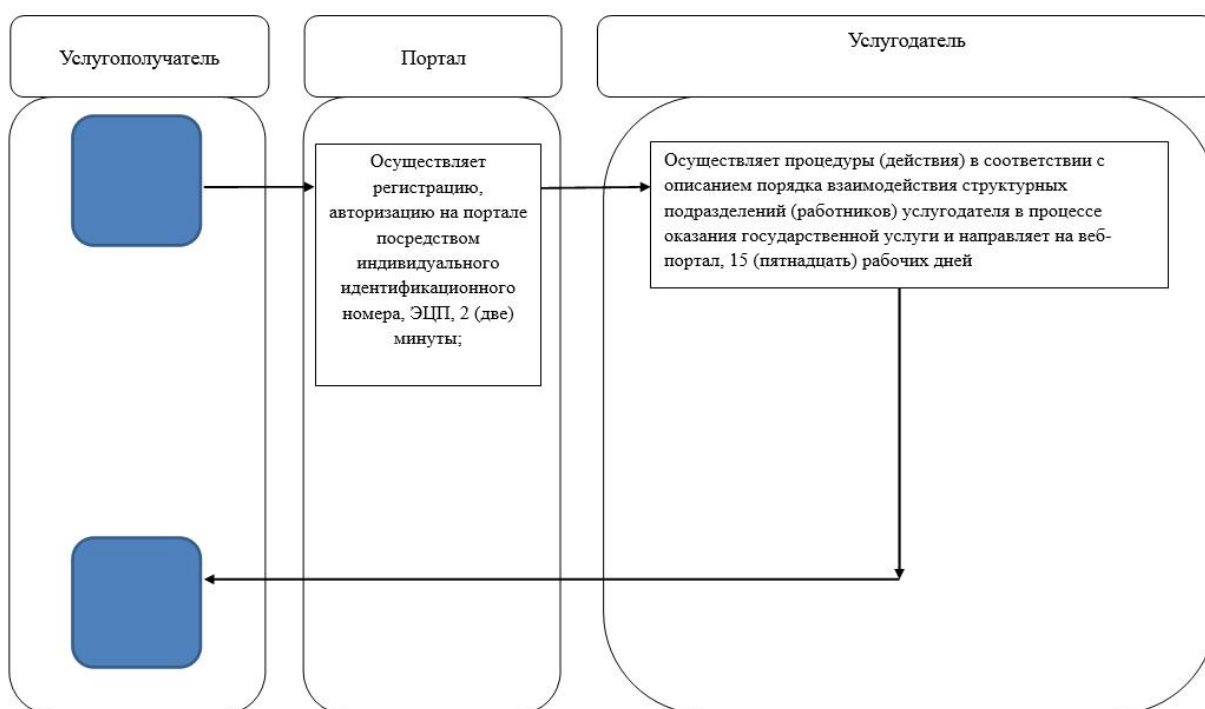 Услугополучатель
Портал
Услугодатель
Осуществляет
регистрацию,
авторизацию на портале
посредством
индивидуального
идентификационного
номера, ЭЦП, 2 (две)
минуты;
Осуществляет процедуры (действия) в соответствии с
описанием порядка взаимодействия структурных
подразделений (работников) услугодателя в процессе
оказания государственной услуги и направляет на веб-
портал, 15 (пятнадцать) рабочих дней